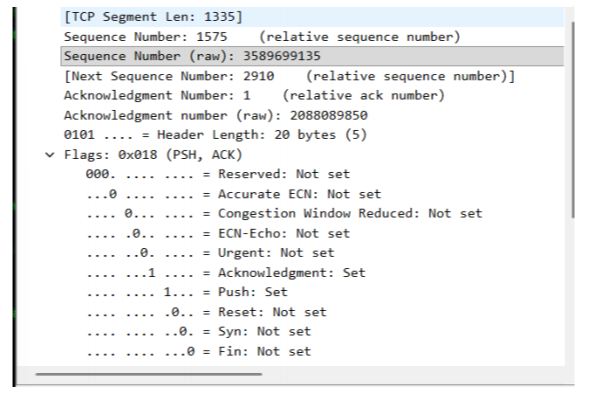 [TCP Segment Len: 1335]
Sequence Number: 1575    (relative sequence number)
Sequence Number (raw): 3589699135
[Next Sequence Number: 2910    (relative sequence number)]
Acknowledgment Number: 1    (relative ack number)
Acknowledgment number (raw): 2088089850
0101 .... = Header Length: 20 bytes (5)
Flags: 0x018 (PSH, ACK)
000. .... .... = Reserved: Not set
...0 .... .... = Accurate ECN: Not set
.... 0... .... = Congestion Window Reduced: Not set
.... .0.. .... = ECN-Echo: Not set
.... ..0. .... = Urgent: Not set
.... ...1 .... = Acknowledgment: Set
.... .... 1... = Push: Set
.... .... .0.. = Reset: Not set
.... .... ..0. = Syn: Not set
.... .... ...0 = Fin: Not set